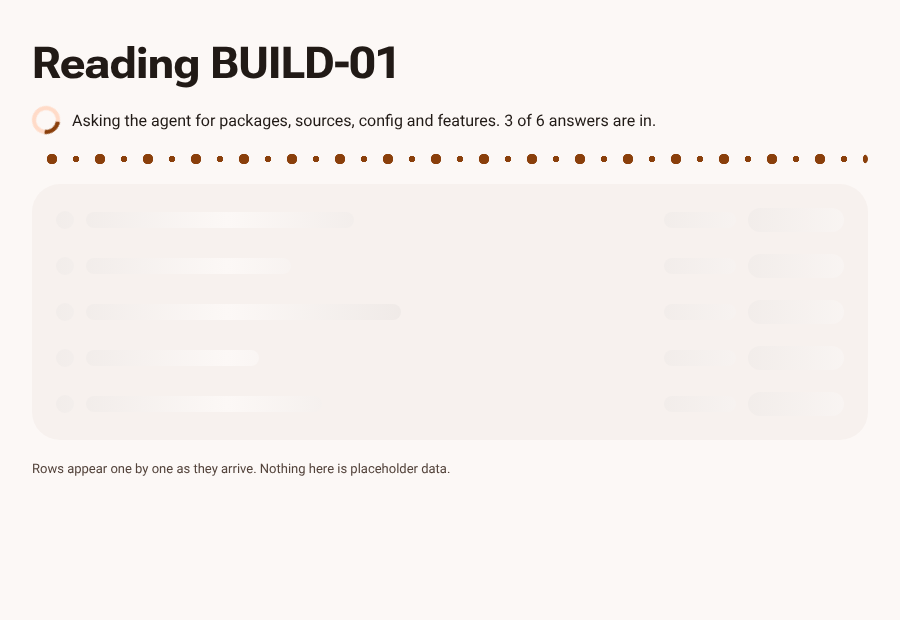 Reading BUILD-01
Asking the agent for packages, sources, config and features. 3 of 6 answers are in.
Rows appear one by one as they arrive. Nothing here is placeholder data.